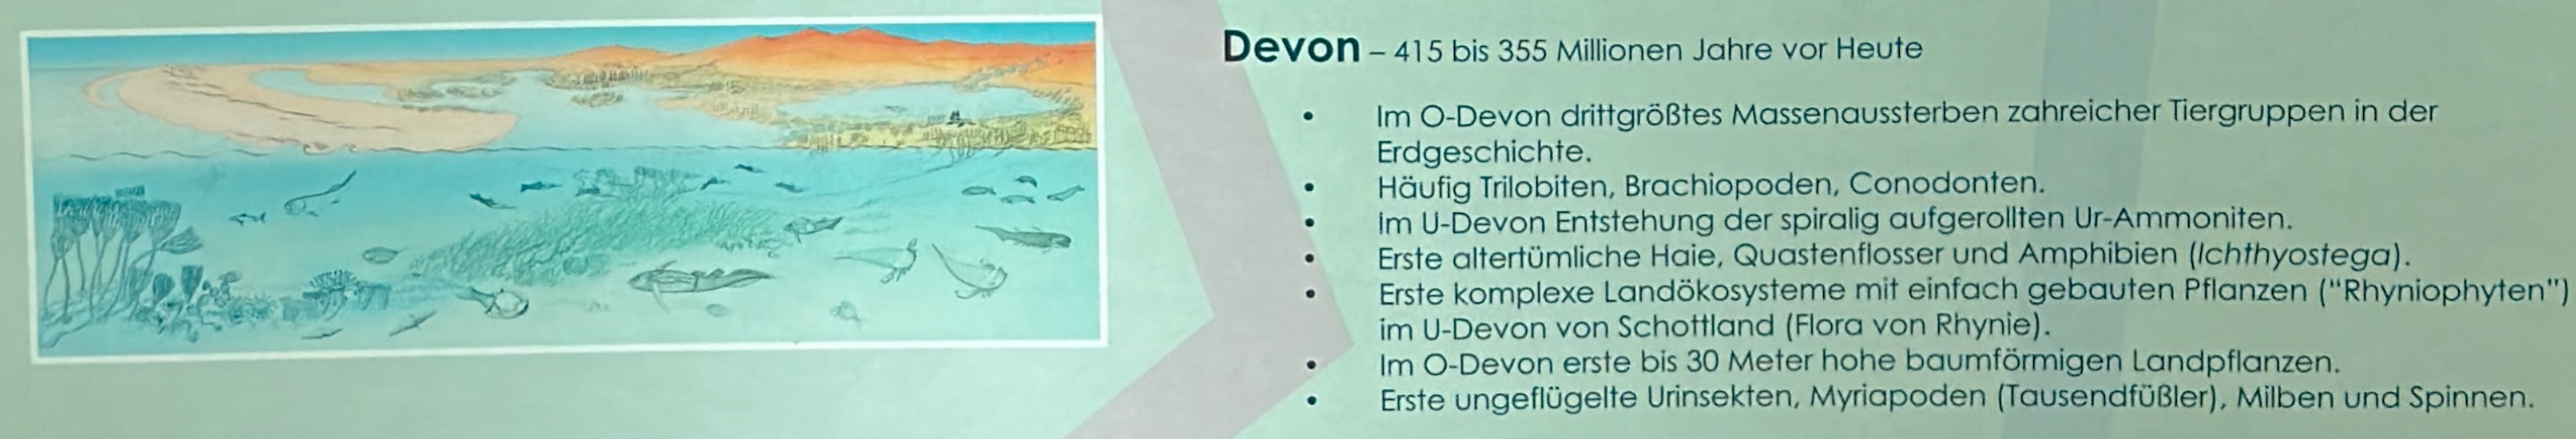 Devon – 415 bis 355 Millionen Jahre vor Heute
• Im O-Devon drittgrößtes Massenaussterben zahreicher Tiergruppen in der
Erdgeschichte.
• Häufig Trilobiten, Brachiopoden, Conodonten.
• Im U-Devon Entstehung der spiralig aufgerollten Ur-Ammoniten.
• Erste altertümliche Haie, Quastenflosser und Amphibien (Ichthyostega).
• Erste komplexe Landökosysteme mit einfach gebauten Pflanzen ("Rhyniophyten")
im U-Devon von Schottland (Flora von Rhynie).
• Im O-Devon erste bis 30 Meter hohe baumförmigen Landpflanzen.
• Erste ungeflügelte Urinsekten, Myriapoden (Tausendfüßler), Milben und Spinnen.